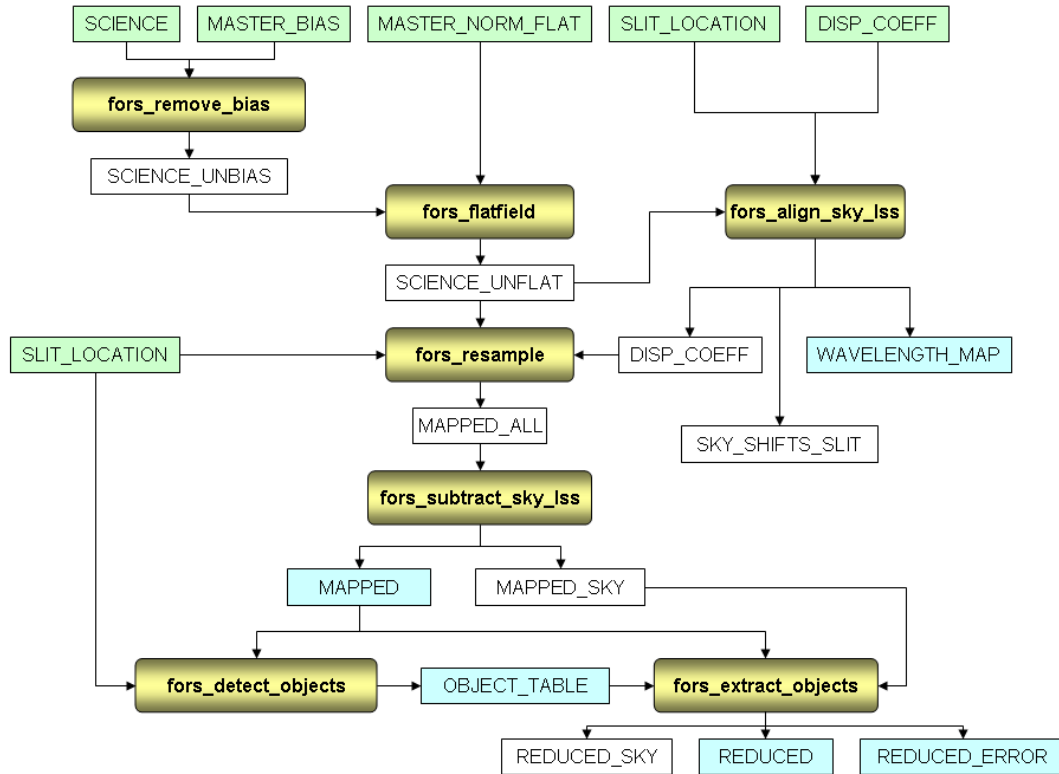 SCIENCE
MASTER_BIAS
MASTER_NORM_FLAT
SLIT_LOCATION
DISP_COEFF
fors_remove_bias
SCIENCE_UNBIAS
fors_flatfield
fors_align_sky_lss
SCIENCE_UNFLAT
SLIT_LOCATION
fors_resample
DISP_COEFF
WAVELENGTH_MAP
MAPPED_ALL
SKY_SHIFTS_SLIT
fors_subtract_sky_lss
MAPPED
MAPPED_SKY
fors_detect_objects
OBJECT_TABLE
fors_extract_objects
REDUCED_SKY
REDUCED
REDUCED_ERROR